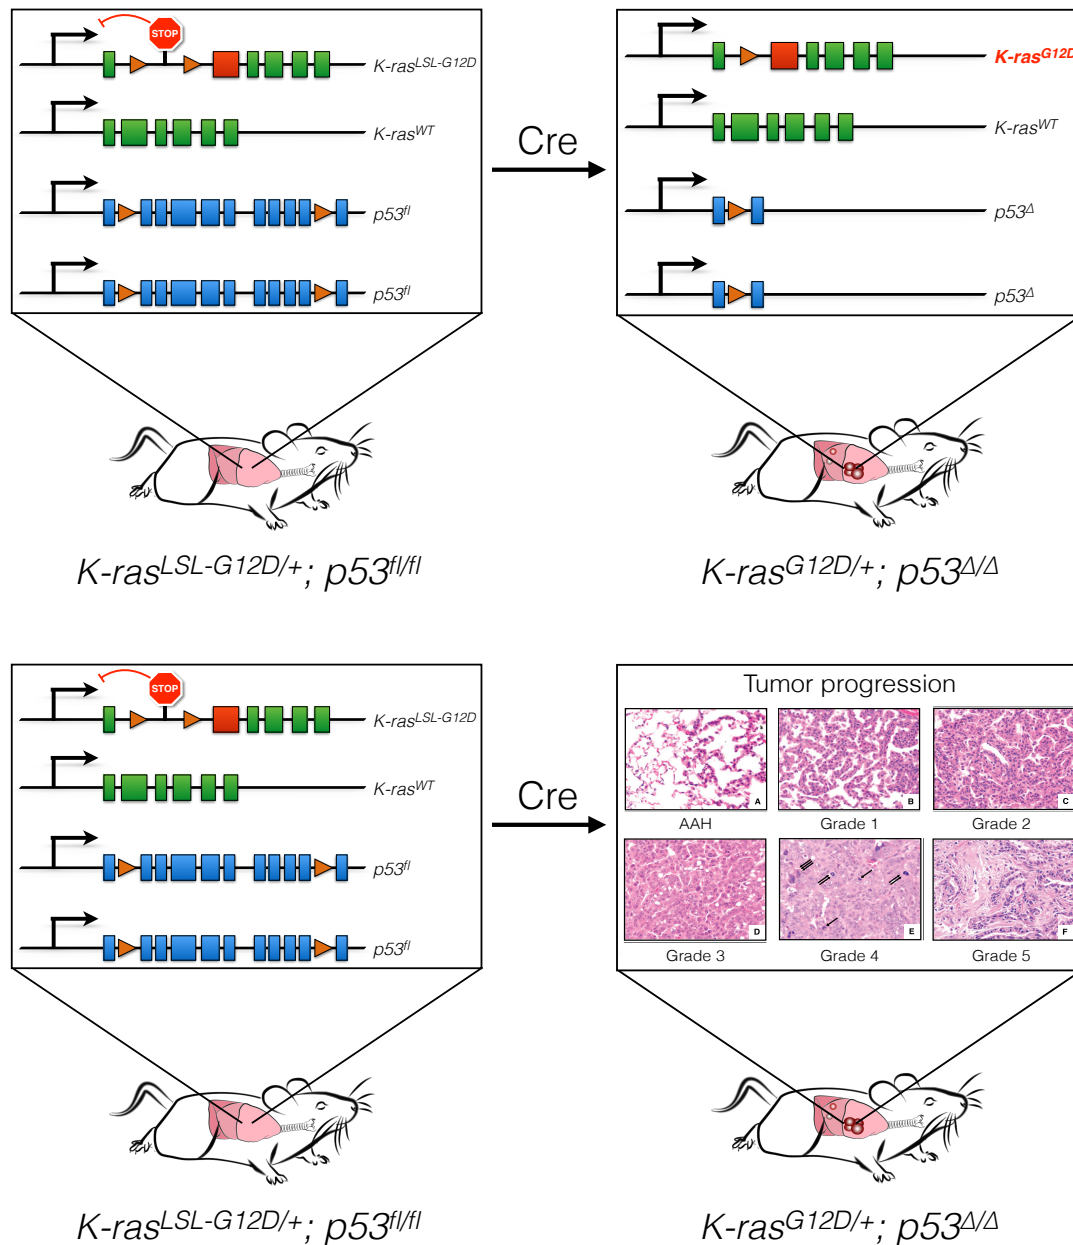 STOP
K-ras^LSL-G12D
K-ras^WT
p53^fl
p53^fl
Cre
K-ras^G12D
K-ras^WT
p53^Δ
p53^Δ
K-ras^LSL-G12D/+; p53^fl/fl
K-ras^G12D/+; p53^Δ/Δ
STOP
K-ras^LSL-G12D
K-ras^WT
p53^fl
p53^fl
Cre
Tumor progression
A
B
C
AAH
Grade 1
Grade 2
D
E
F
Grade 3
Grade 4
Grade 5
K-ras^LSL-G12D/+; p53^fl/fl
K-ras^G12D/+; p53^Δ/Δ